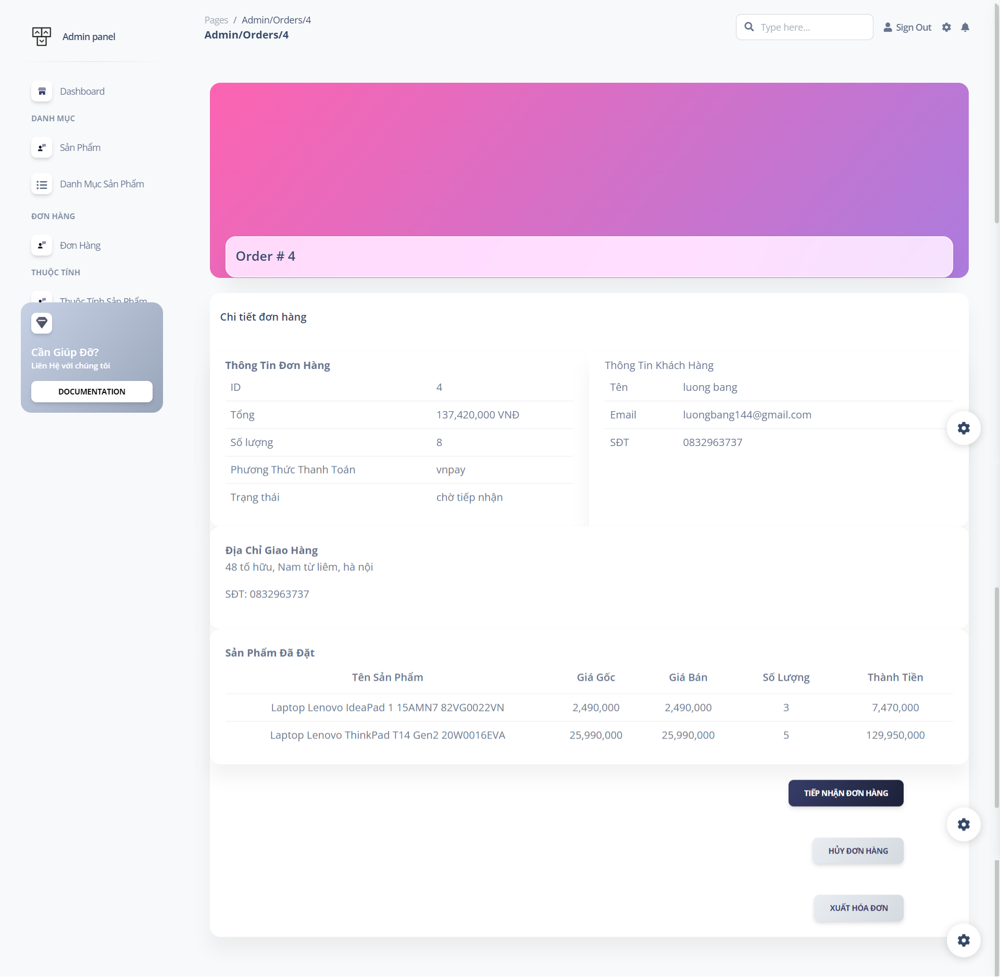 Admin panel
Dashboard
DANH MỤC
Sản Phẩm
Danh Mục Sản Phẩm
ĐƠN HÀNG
Đơn Hàng
THUỘC TÍNH
Thuộc Tính Sản Phẩm
Cần Giúp Đỡ?
Liên Hệ với chúng tôi
DOCUMENTATION
Pages / Admin/Orders/4
Admin/Orders/4
Type here...
Sign Out
Order # 4
Chi tiết đơn hàng
Thông Tin Đơn Hàng
ID 4
Tổng 137,420,000 VNĐ
Số lượng 8
Phương Thức Thanh Toán vnpay
Trạng thái chờ tiếp nhận
Thông Tin Khách Hàng
Tên luong bang
Email luongbang144@gmail.com
SĐT 0832963737
Địa Chỉ Giao Hàng
48 tố hữu, Nam từ liêm, hà nội
SĐT: 0832963737
Sản Phẩm Đã Đặt
Tên Sản Phẩm Giá Gốc Giá Bán Số Lượng Thành Tiền
Laptop Lenovo IdeaPad 1 15AMN7 82VG0022VN 2,490,000 2,490,000 3 7,470,000
Laptop Lenovo ThinkPad T14 Gen2 20W0016EVA 25,990,000 25,990,000 5 129,950,000
TIẾP NHẬN ĐƠN HÀNG
HỦY ĐƠN HÀNG
XUẤT HÓA ĐƠN